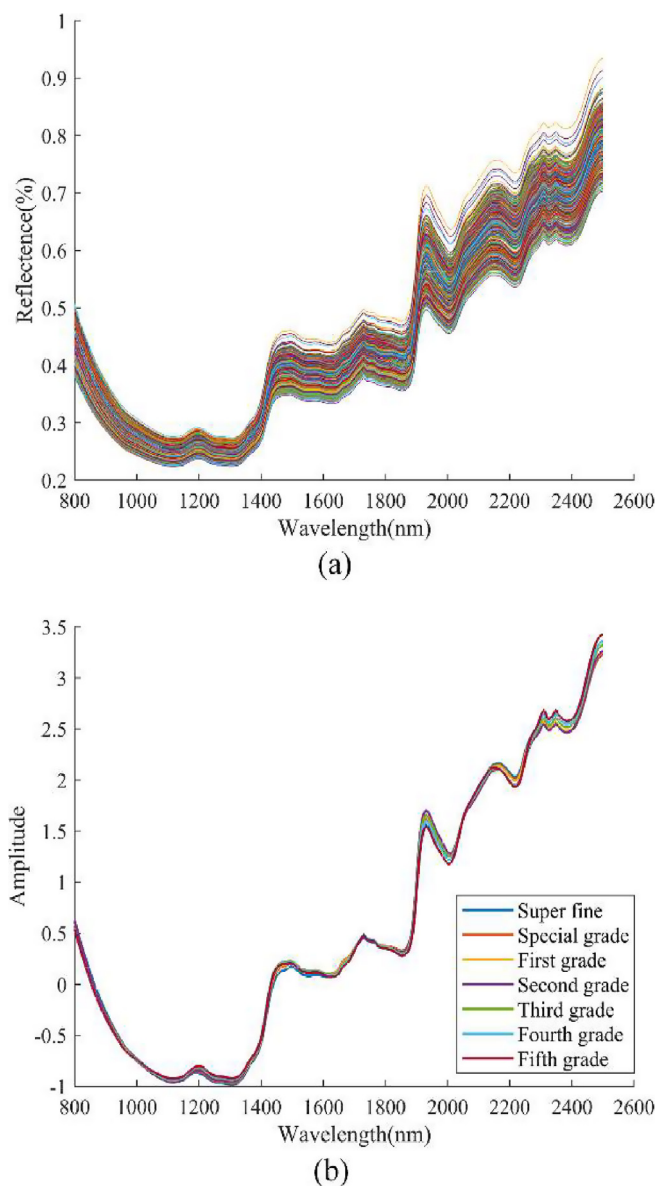 1
0.9
0.8
0.7
0.6
0.5
0.4
0.3
0.2
Reflectence(%)
800 1000 1200 1400 1600 1800 2000 2200 2400 2600
Wavelength(nm)
(a)
3.5
3
2.5
2
1.5
1
0.5
0
-0.5
-1
Amplitude
Super fine
Special grade
First grade
Second grade
Third grade
Fourth grade
Fifth grade
800 1000 1200 1400 1600 1800 2000 2200 2400 2600
Wavelength(nm)
(b)